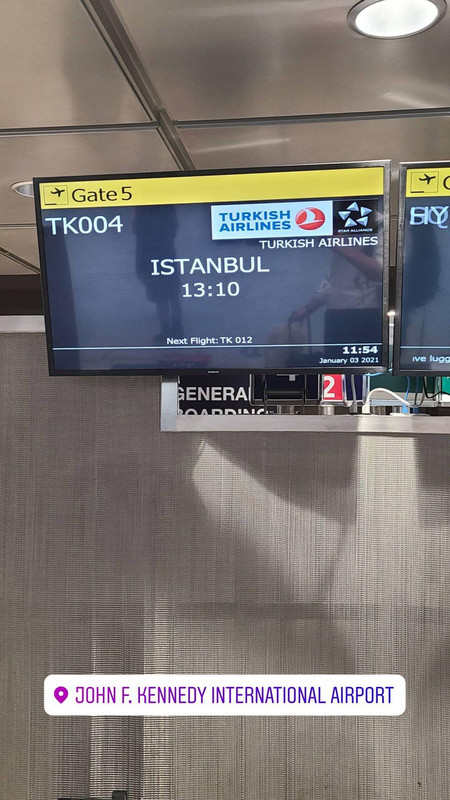 Gate 5
TK004
TURKISH
AIRLINES
STAR ALLIANCE
TURKISH AIRLINES
ISTANBUL
13:10
Next Flight: TK 012
11:54
January 03 2021
GENERAL
BOARDING
2
JOHN F. KENNEDY INTERNATIONAL AIRPORT